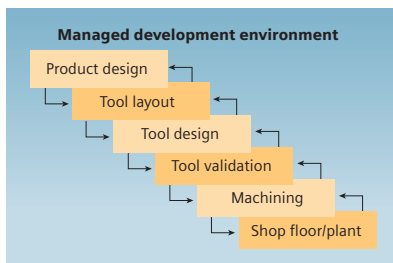 Managed development environment
Product design
Tool layout
Tool design
Tool validation
Machining
Shop floor/plant